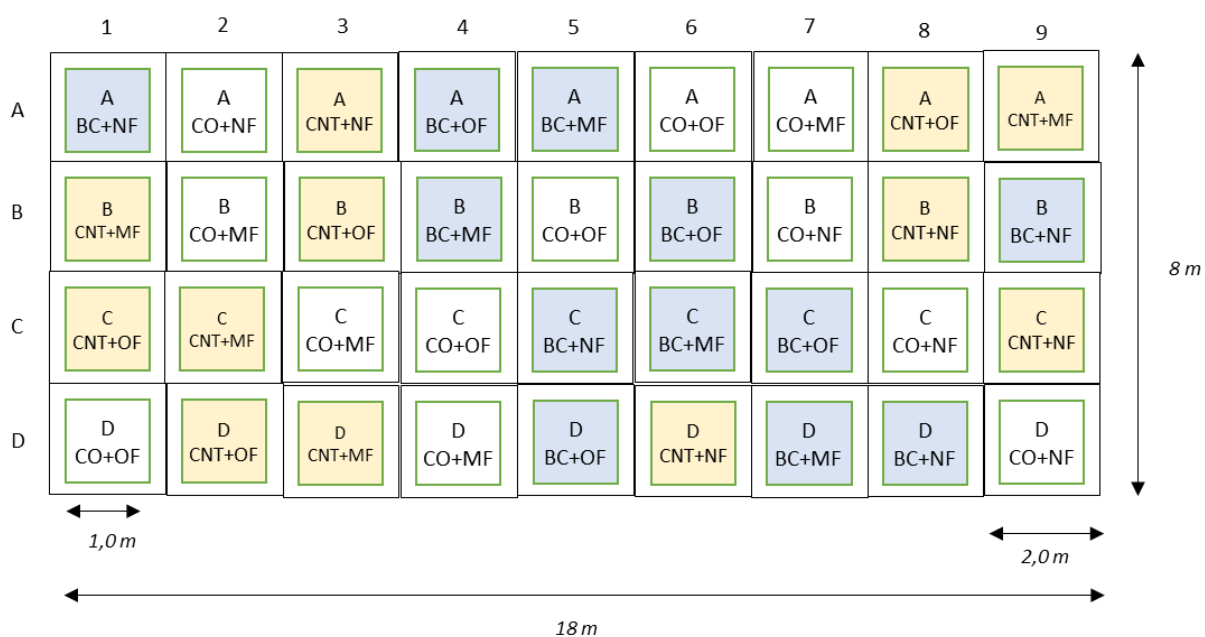 1 2 3 4 5 6 7 8 9
A
A A A A A A A A A
BC+NF CO+NF CNT+NF BC+OF BC+MF CO+OF CO+MF CNT+OF CNT+MF
B
B B B B B B B B B
CNT+MF CO+MF CNT+OF BC+MF CO+OF BC+OF CO+NF CNT+NF BC+NF
8 m
C
C C C C C C C C C
CNT+OF CNT+MF CO+MF CO+OF BC+NF BC+MF BC+OF CO+NF CNT+NF
D
D D D D D D D D D
CO+OF CNT+OF CNT+MF CO+MF BC+OF CNT+NF BC+MF BC+NF CO+NF
1,0 m
2,0 m
18 m